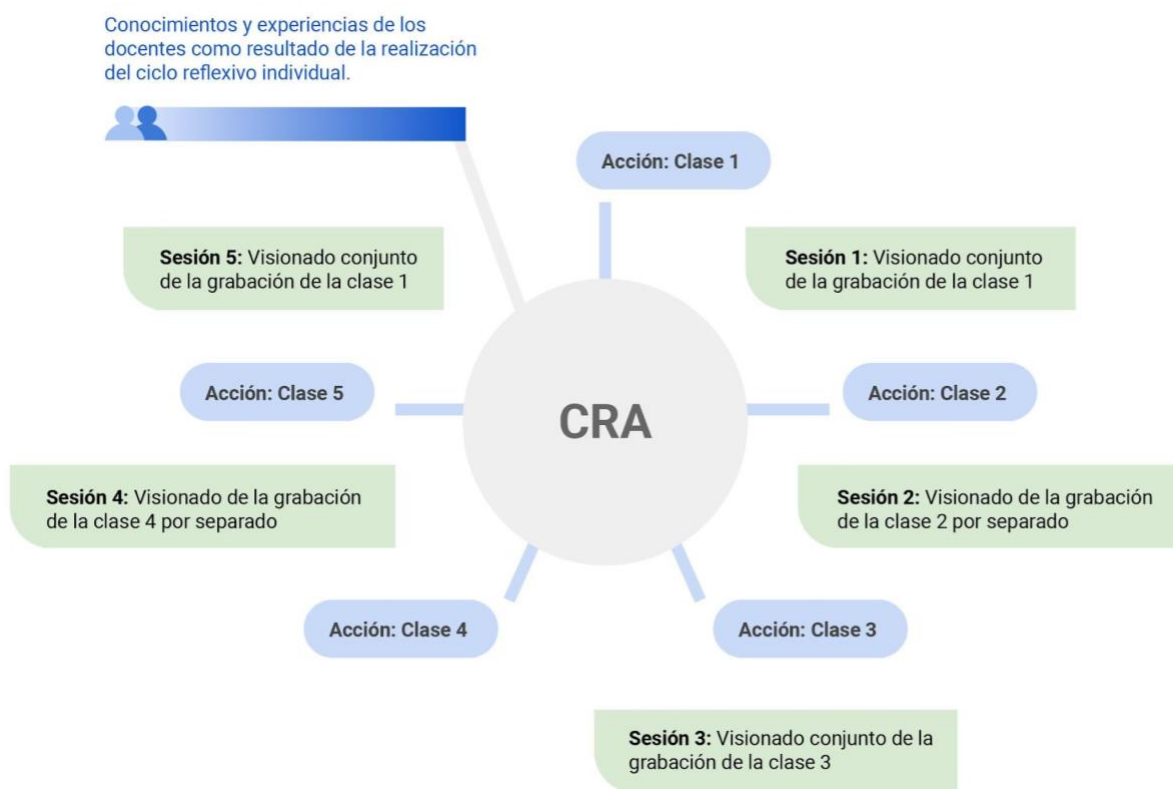 Conocimientos y experiencias de los
docentes como resultado de la realización
del ciclo reflexivo individual.
Acción: Clase 1
Sesión 5: Visionado conjunto
de la grabación de la clase 1
Sesión 1: Visionado conjunto
de la grabación de la clase 1
Acción: Clase 5
CRA
Acción: Clase 2
Sesión 4: Visionado de la grabación
de la clase 4 por separado
Sesión 2: Visionado de la grabación
de la clase 2 por separado
Acción: Clase 4
Acción: Clase 3
Sesión 3: Visionado conjunto de la
grabación de la clase 3